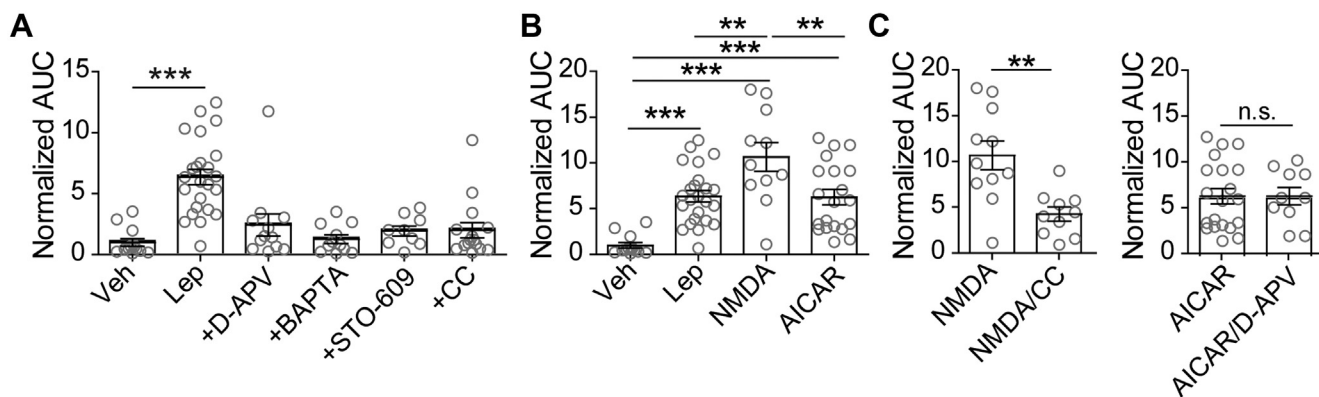 A
Normalized AUC
15
10
5
0
***
Veh
Lep
+D-APV
+BAPTA
+STO-609
+CC
B
Normalized AUC
20
15
10
5
0
** **
***
***
***
Veh
Lep
NMDA
AICAR
C
Normalized AUC
20
15
10
5
0
**
NMDA
NMDA/CC
Normalized AUC
20
15
10
5
0
n.s.
AICAR
AICAR/D-APV